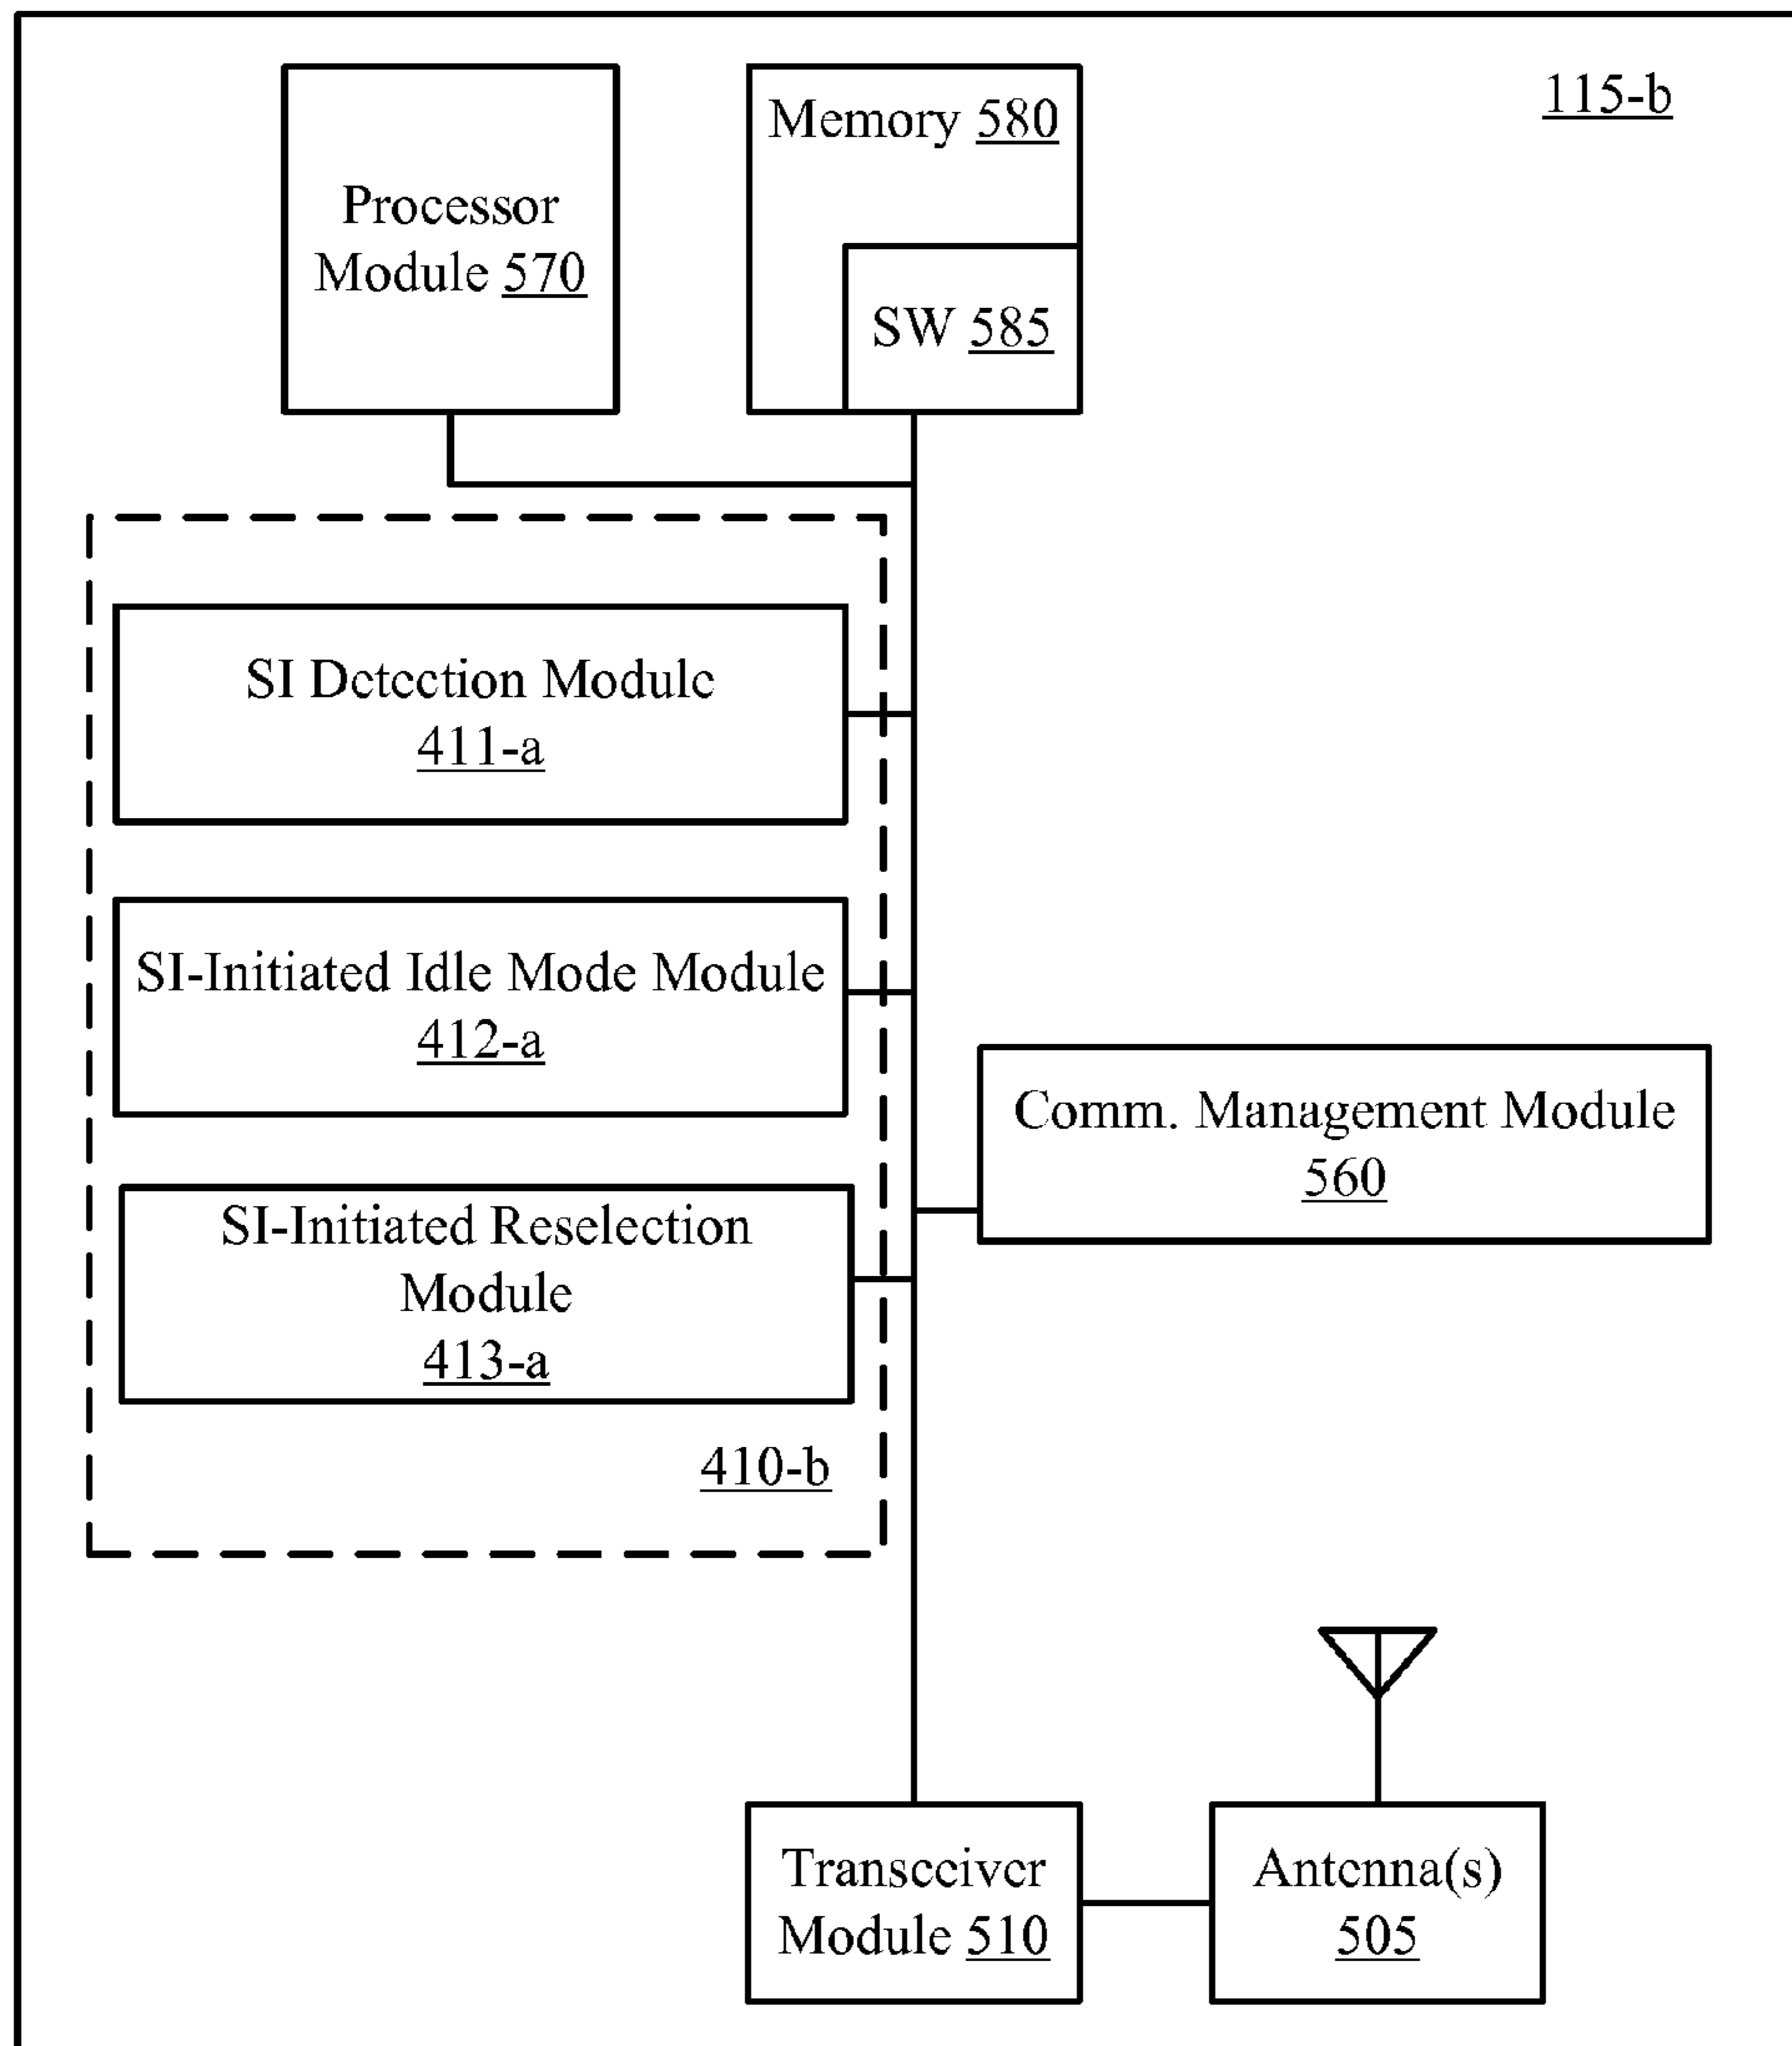 115-b
Processor
Module 570
Memory 580
SW 585
SI Detection Module
411-a
SI-Initiated Idle Mode Module
412-a
SI-Initiated Reselection
Module
413-a
410-b
Comm. Management Module
560
Transceiver
Module 510
Antenna(s)
505